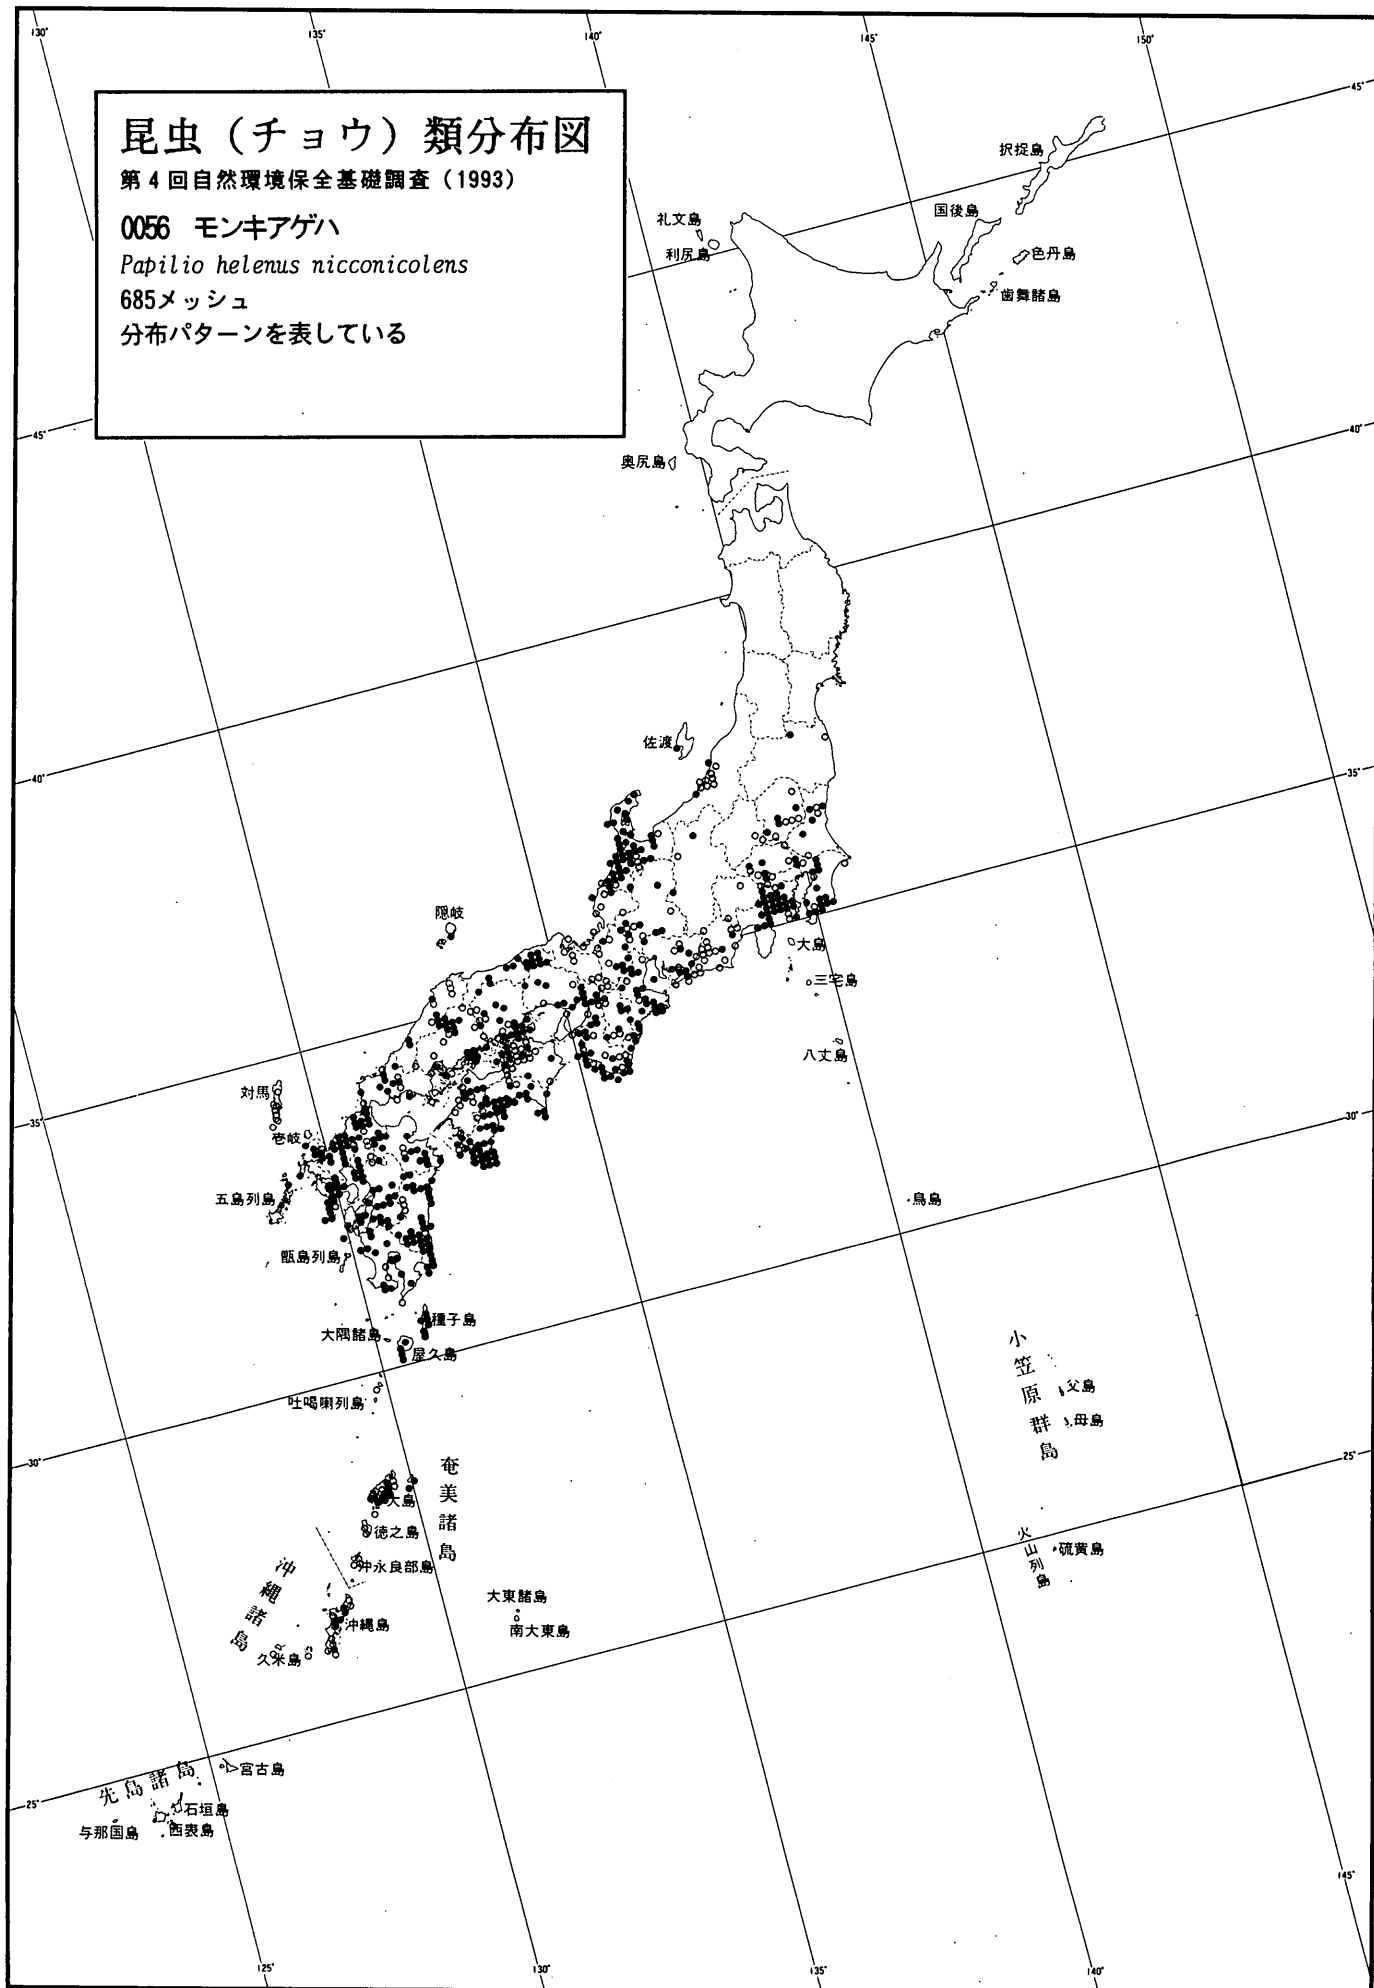 130°
135°
140°
145°
150°
45°
昆虫（チョウ）類分布図
第4回自然環境保全基礎調査（1993）
0056 モンキアゲハ
Papilio helenus nicconicolens
685メッシュ
分布パターンを表している
択捉島
国後島
礼文島
利尻島
色丹島
歯舞諸島
45°
40°
奥尻島
佐渡
40°
35°
隠岐
大島
三宅島
八丈島
対馬
35°
壱岐
30°
五島列島
鳥島
甑島列島
種子島
大隅諸島
屋久島
吐噶喇列島
小笠原群島
父島
母島
30°
25°
奄美諸島
大島
徳之島
沖永良部島
火山列島
硫黄島
沖縄諸島
大東諸島
南大東島
沖縄島
久米島
先島諸島
宮古島
25°
石垣島
西表島
与那国島
145°
125°
130°
135°
140°